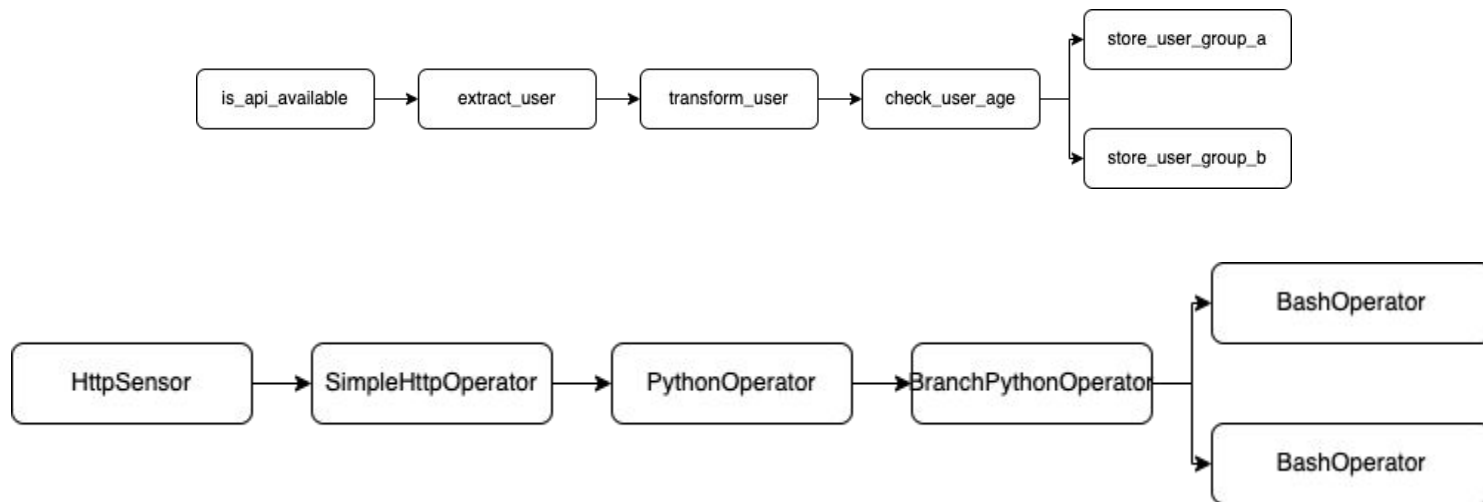 store_user_group_a
is_api_available
extract_user
transform_user
check_user_age
store_user_group_b
BashOperator
HttpSensor
SimpleHttpOperator
PythonOperator
BranchPythonOperator
BashOperator